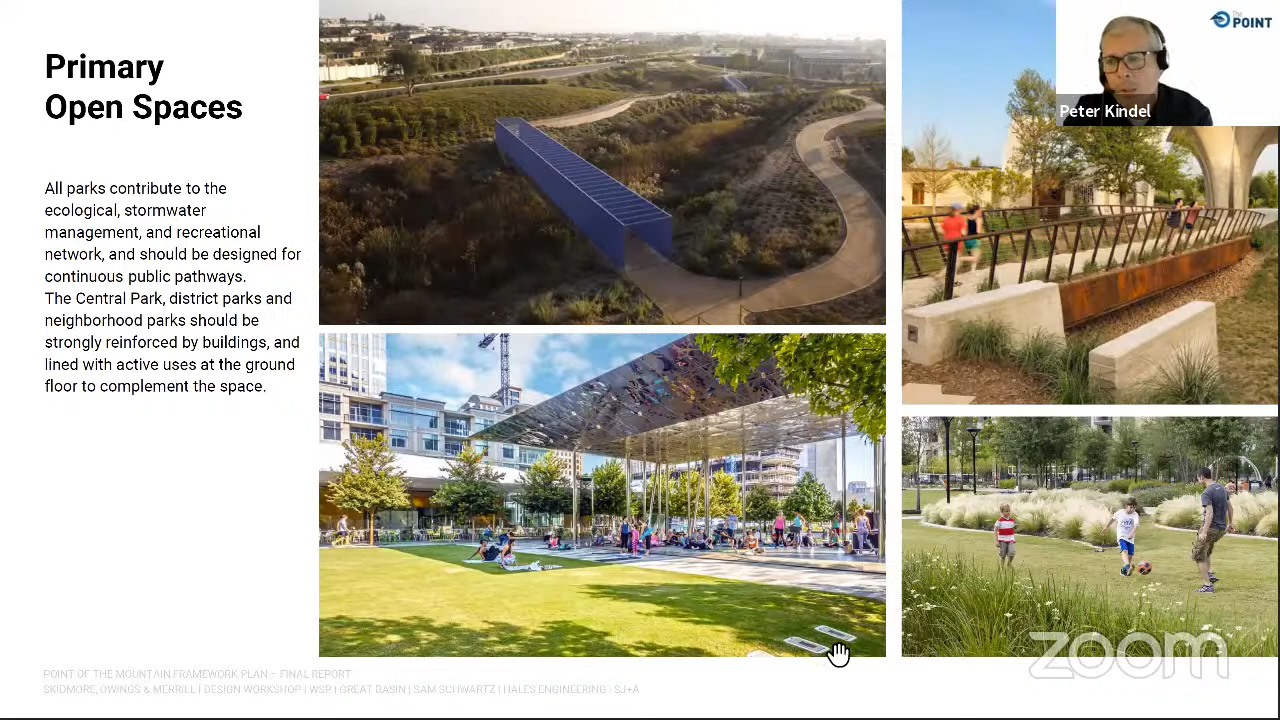 Primary
Open Spaces
All parks contribute to the
ecological, stormwater
management, and recreational
network, and should be designed for
continuous public pathways.
The Central Park, district parks and
neighborhood parks should be
strongly reinforced by buildings, and
lined with active uses at the ground
floor to complement the space.
The
POINT
Peter Kindel
zoom
POINT OF THE MOUNTAIN FRAMEWORK PLAN – FINAL REPORT
SKIDMORE, OWINGS & MERRILL | DESIGN WORKSHOP | WSP | GREAT BASIN | SAM SCHWARTZ | HALES ENGINEERING | SJ+A